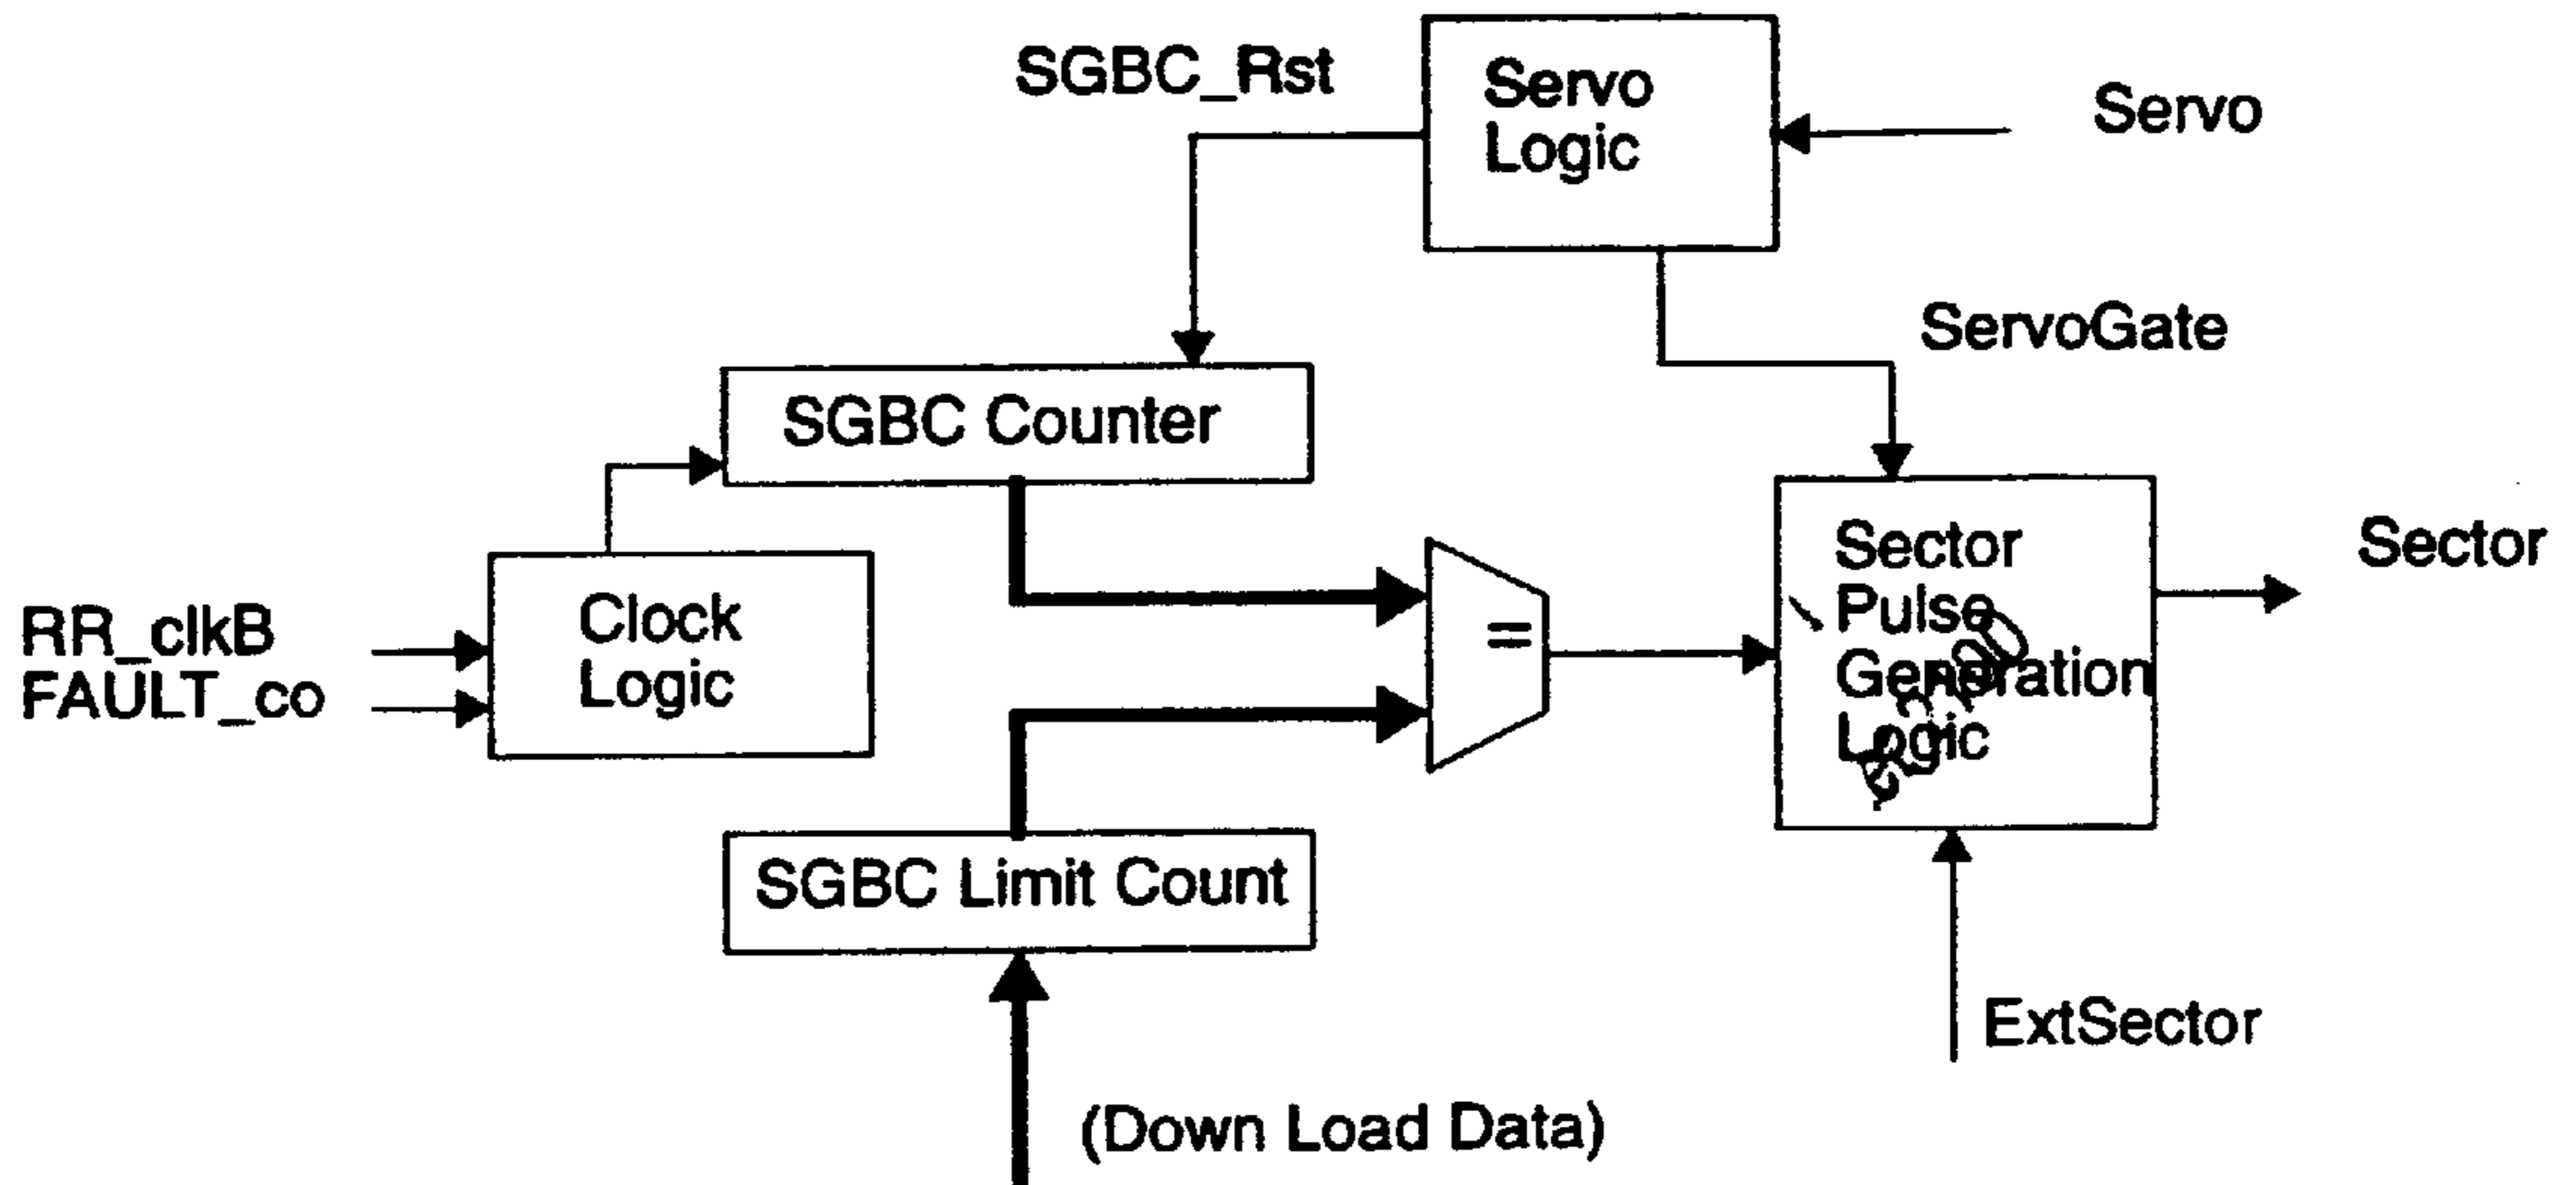 SGBC_Rst
Servo
Logic
Servo
ServoGate
SGBC Counter
Sector
Pulse
Generation
Logic
Sector
Clock
Logic
RR_clkB
FAULT_co
=
SGBC Limit Count
ExtSector
(Down Load Data)